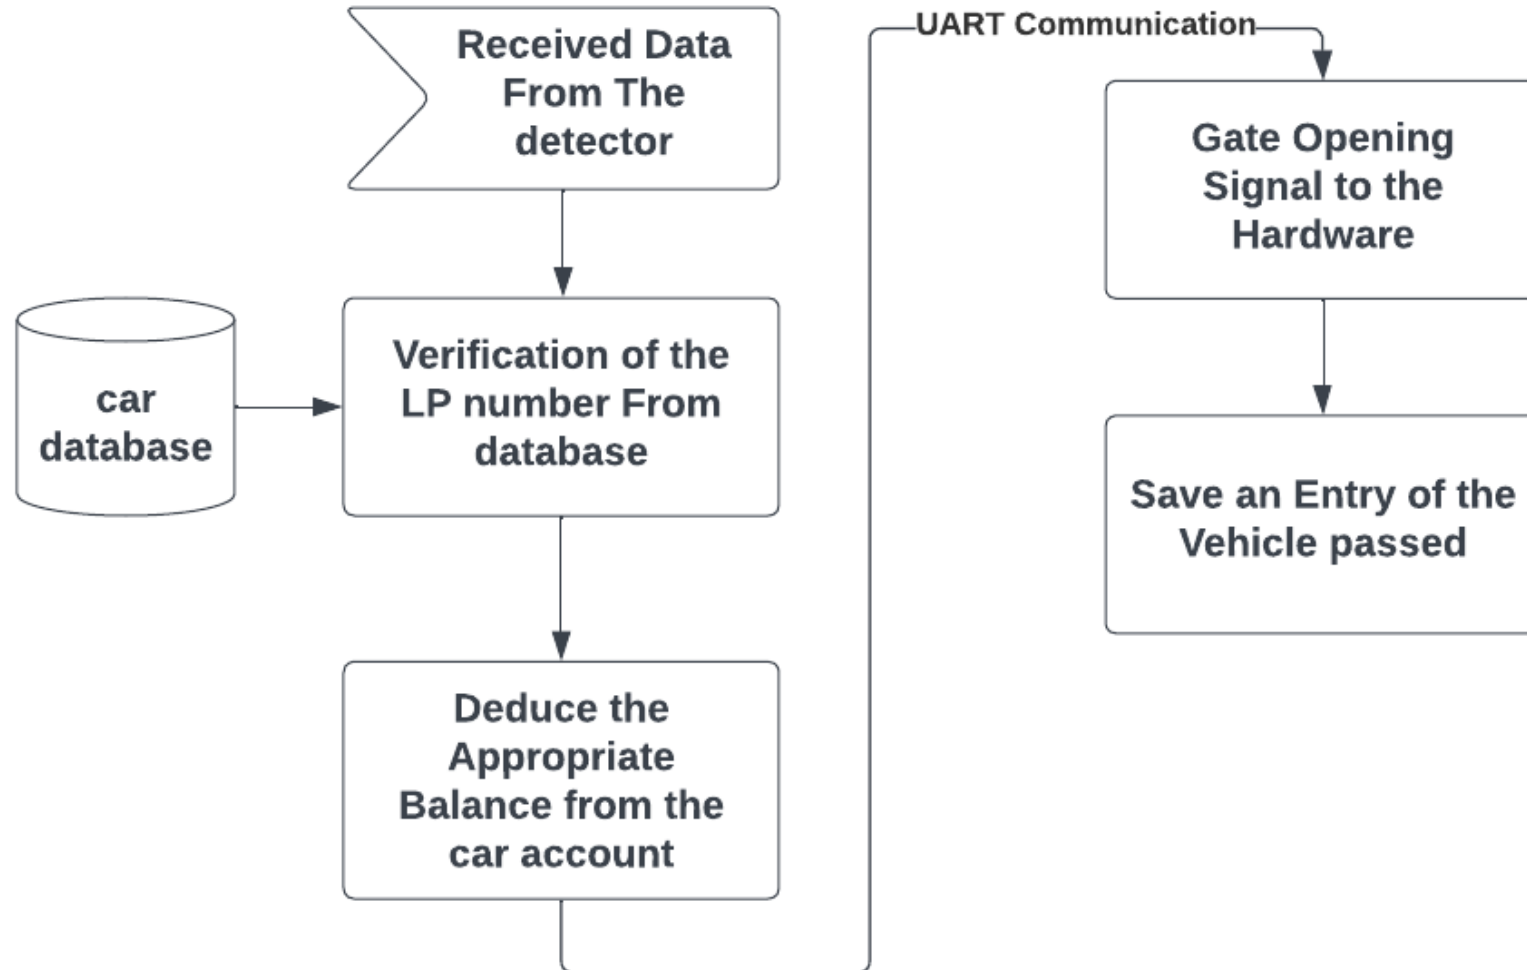 Received Data
From The
detector
car
database
Verification of the
LP number From
database
Deduce the
Appropriate
Balance from the
car account
UART Communication
Gate Opening
Signal to the
Hardware
Save an Entry of the
Vehicle passed